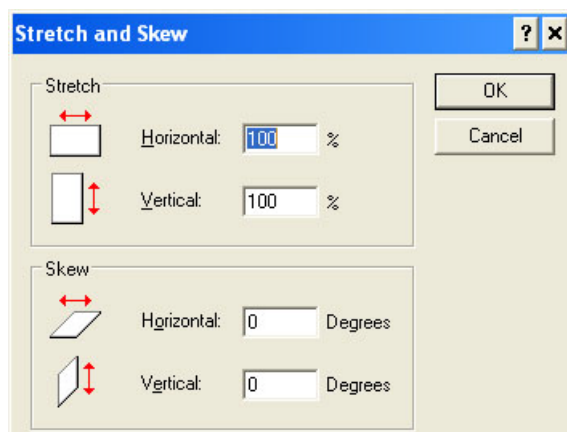 Stretch and Skew ? ×
Stretch
Horizontal: 100 %
Vertical: 100 %
OK
Cancel
Skew
Horizontal: 0 Degrees
Vertical: 0 Degrees